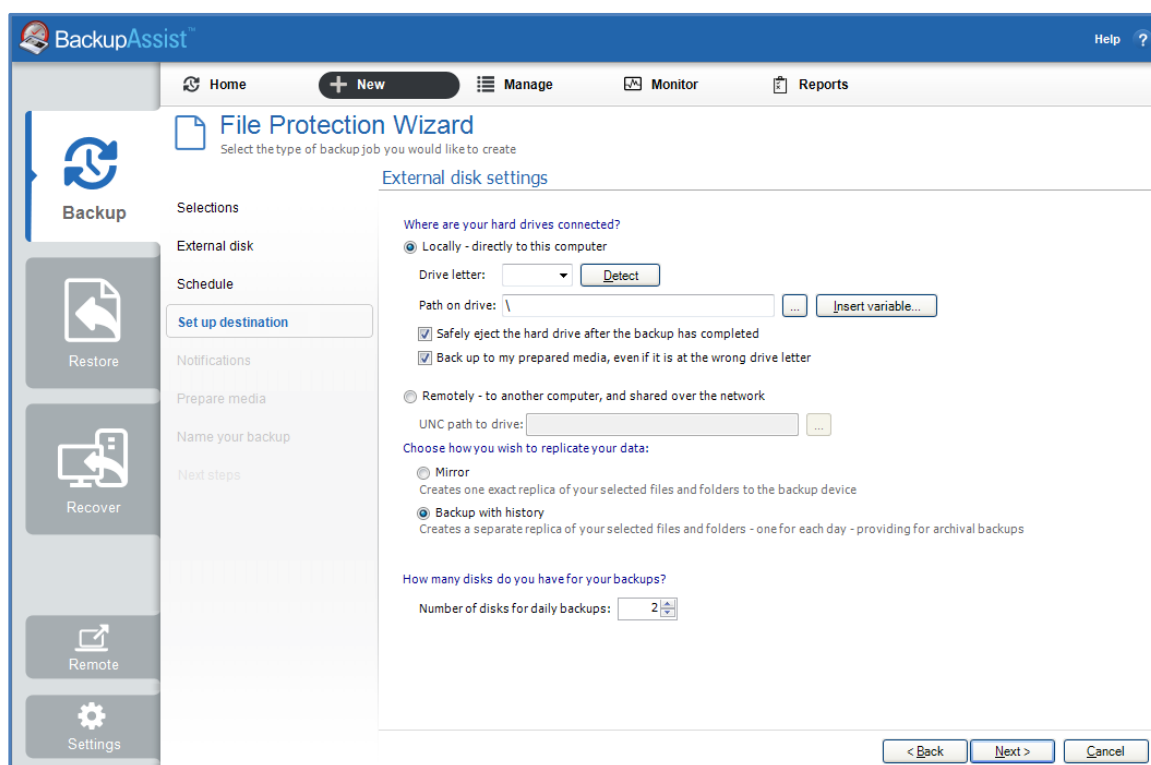 BackupAssist™
Help ?
Home
New
Manage
Monitor
Reports
File Protection Wizard
Select the type of backup job you would like to create
Backup
Restore
Recover
Remote
Settings
Selections
External disk
Schedule
Set up destination
Notifications
Prepare media
Name your backup
Next steps
External disk settings
Where are your hard drives connected?
Locally - directly to this computer
Drive letter: Detect
Path on drive: \ ... Insert variable...
Safely eject the hard drive after the backup has completed
Back up to my prepared media, even if it is at the wrong drive letter
Remotely - to another computer, and shared over the network
UNC path to drive: ...
Choose how you wish to replicate your data:
Mirror
Creates one exact replica of your selected files and folders to the backup device
Backup with history
Creates a separate replica of your selected files and folders - one for each day - providing for archival backups
How many disks do you have for your backups?
Number of disks for daily backups: 2
< Back Next > Cancel